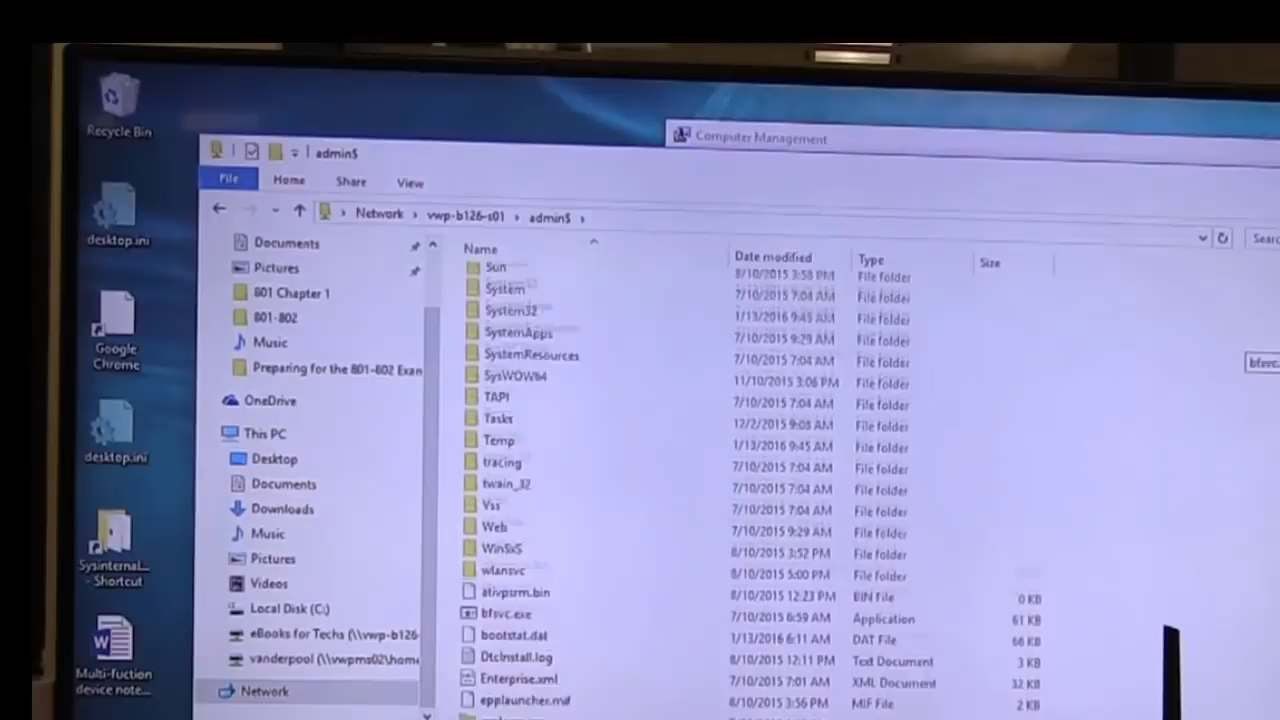 Recycle Bin
desktop.ini
Google
Chrome
desktop.ini
Sysinternal...
- Shortcut
Multi-fuction
device note...
Computer Management
admin$
File Home Share View
Network › vwp-b126-s01 › admin$ ›
Documents
Pictures
801 Chapter 1
801-802
Music
Preparing for the 801-802 Exan
OneDrive
This PC
Desktop
Documents
Downloads
Music
Pictures
Videos
Local Disk (C:)
eBooks for Techs (\\vwp-b126-
vanderpool (\\vwpms02\home
Network
Name Date modified Type Size
Sun 8/10/2015 3:58 PM File folder
System 7/10/2015 7:04 AM File folder
System32 1/13/2016 9:45 AM File folder
SystemApps 7/10/2015 9:29 AM File folder
SystemResources 7/10/2015 7:04 AM File folder
SysWOW64 11/10/2015 3:06 PM File folder
TAPI 7/10/2015 7:04 AM File folder
Tasks 12/2/2015 9:08 AM File folder
Temp 1/13/2016 9:45 AM File folder
tracing 7/10/2015 7:04 AM File folder
twain_32 7/10/2015 7:04 AM File folder
Vss 7/10/2015 7:04 AM File folder
Web 7/10/2015 9:29 AM File folder
WinSxS 8/10/2015 3:52 PM File folder
wlansvc 8/10/2015 5:00 PM File folder
ativpsrm.bin 8/10/2015 12:23 PM BIN File 0 KB
bfsvc.exe 7/10/2015 6:59 AM Application 61 KB
bootstat.dat 1/13/2016 6:11 AM DAT File 66 KB
DtcInstall.log 8/10/2015 12:11 PM Text Document 3 KB
Enterprise.xml 7/10/2015 7:01 AM XML Document 32 KB
epplauncher.mif 8/10/2015 3:56 PM MIF File 2 KB
Searc
bfsvc.